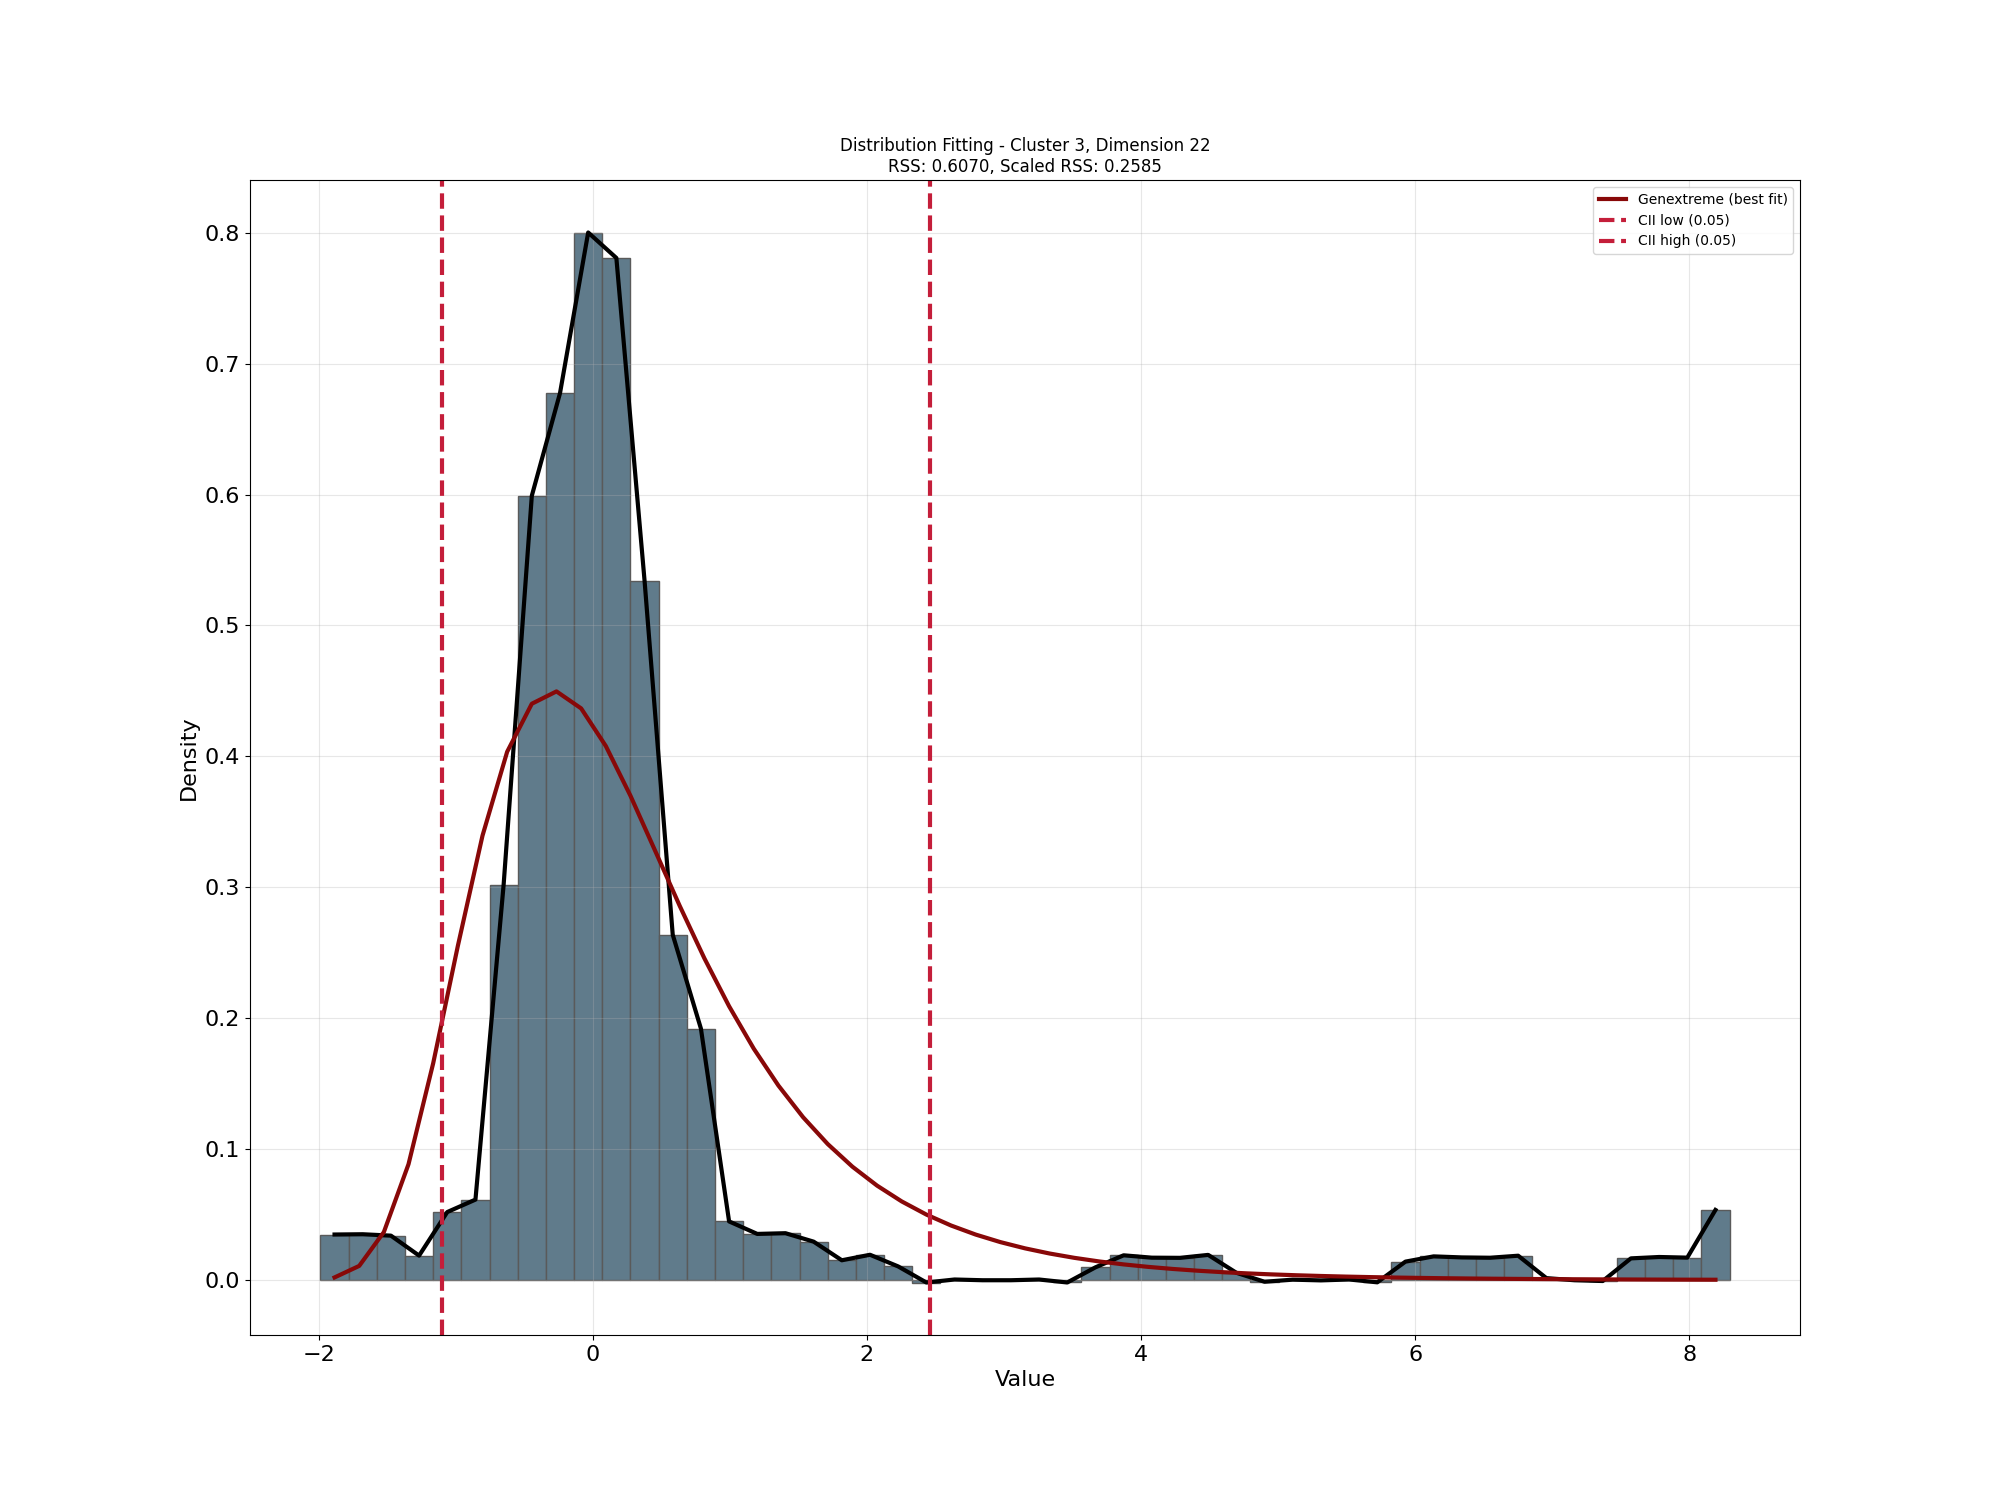 Distribution Fitting - Cluster 3, Dimension 22
RSS: 0.6070, Scaled RSS: 0.2585
Genextreme (best fit)
CII low (0.05)
CII high (0.05)
0.8
0.7
0.6
0.5
0.4
0.3
0.2
0.1
0.0
Density
−2 0 2 4 6 8
Value